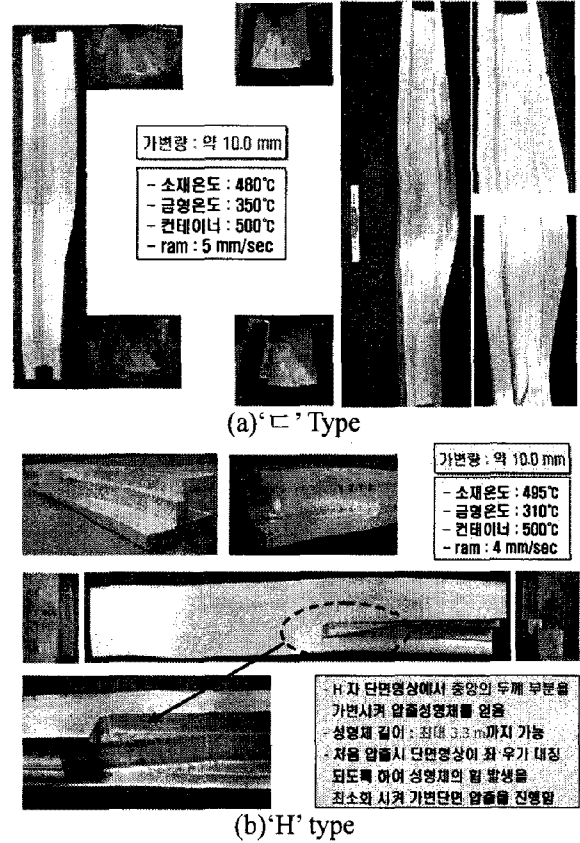 가변량 : 약 10.0 mm
- 소재온도 : 480℃
- 금형온도 : 350℃
- 컨테이너 : 500℃
- ram : 5 mm/sec
(a)‘ㄷ’ Type
가변량 : 약 10.0 mm
- 소재온도 : 495℃
- 금형온도 : 310℃
- 컨테이너 : 500℃
- ram : 4 mm/sec
- H자 단면형상에서 중앙의 두께 부분을
가변시켜 압출성형체를 얻음
- 성형체 길이 : 최대 3.3 m까지 가능
- 처음 압출시 단면형상이 좌 우가 대칭
되도록 하여 성형체의 휨 발생을
최소화 시켜 가변단면 압출을 진행함
(b)‘H’ type